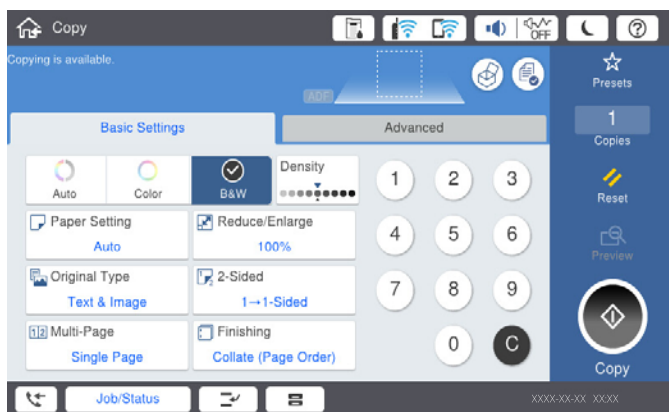 Copy
OFF
Copying is available.
ADF
Presets
1
Copies
Basic Settings
Advanced
Auto
Color
B&W
Density
1
2
3
Reset
Paper Setting
Auto
Reduce/Enlarge
100%
4
5
6
Preview
Original Type
Text & Image
2-Sided
1→1-Sided
7
8
9
1 2 Multi-Page
Single Page
Finishing
Collate (Page Order)
0
C
Copy
Job/Status
XXXX-XX-XX XX:XX